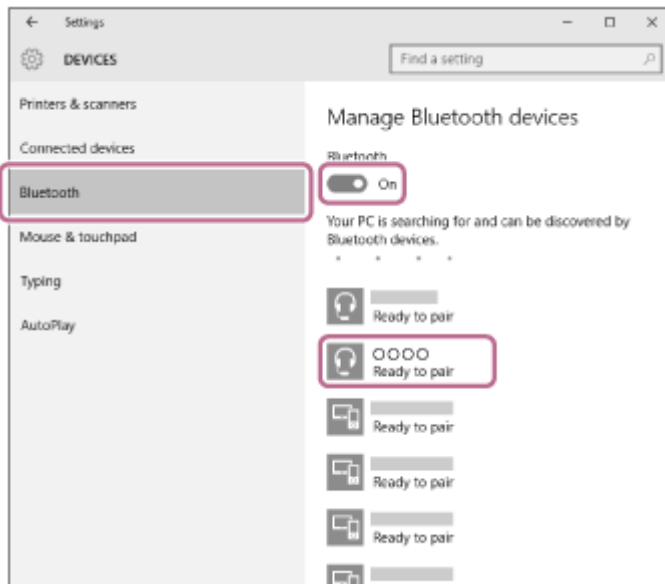 Settings
DEVICES
Find a setting
Printers & scanners
Connected devices
Bluetooth
Mouse & touchpad
Typing
AutoPlay
Manage Bluetooth devices
Bluetooth
On
Your PC is searching for and can be discovered by
Bluetooth devices.
Ready to pair
○○○○
Ready to pair
Ready to pair
Ready to pair
Ready to pair